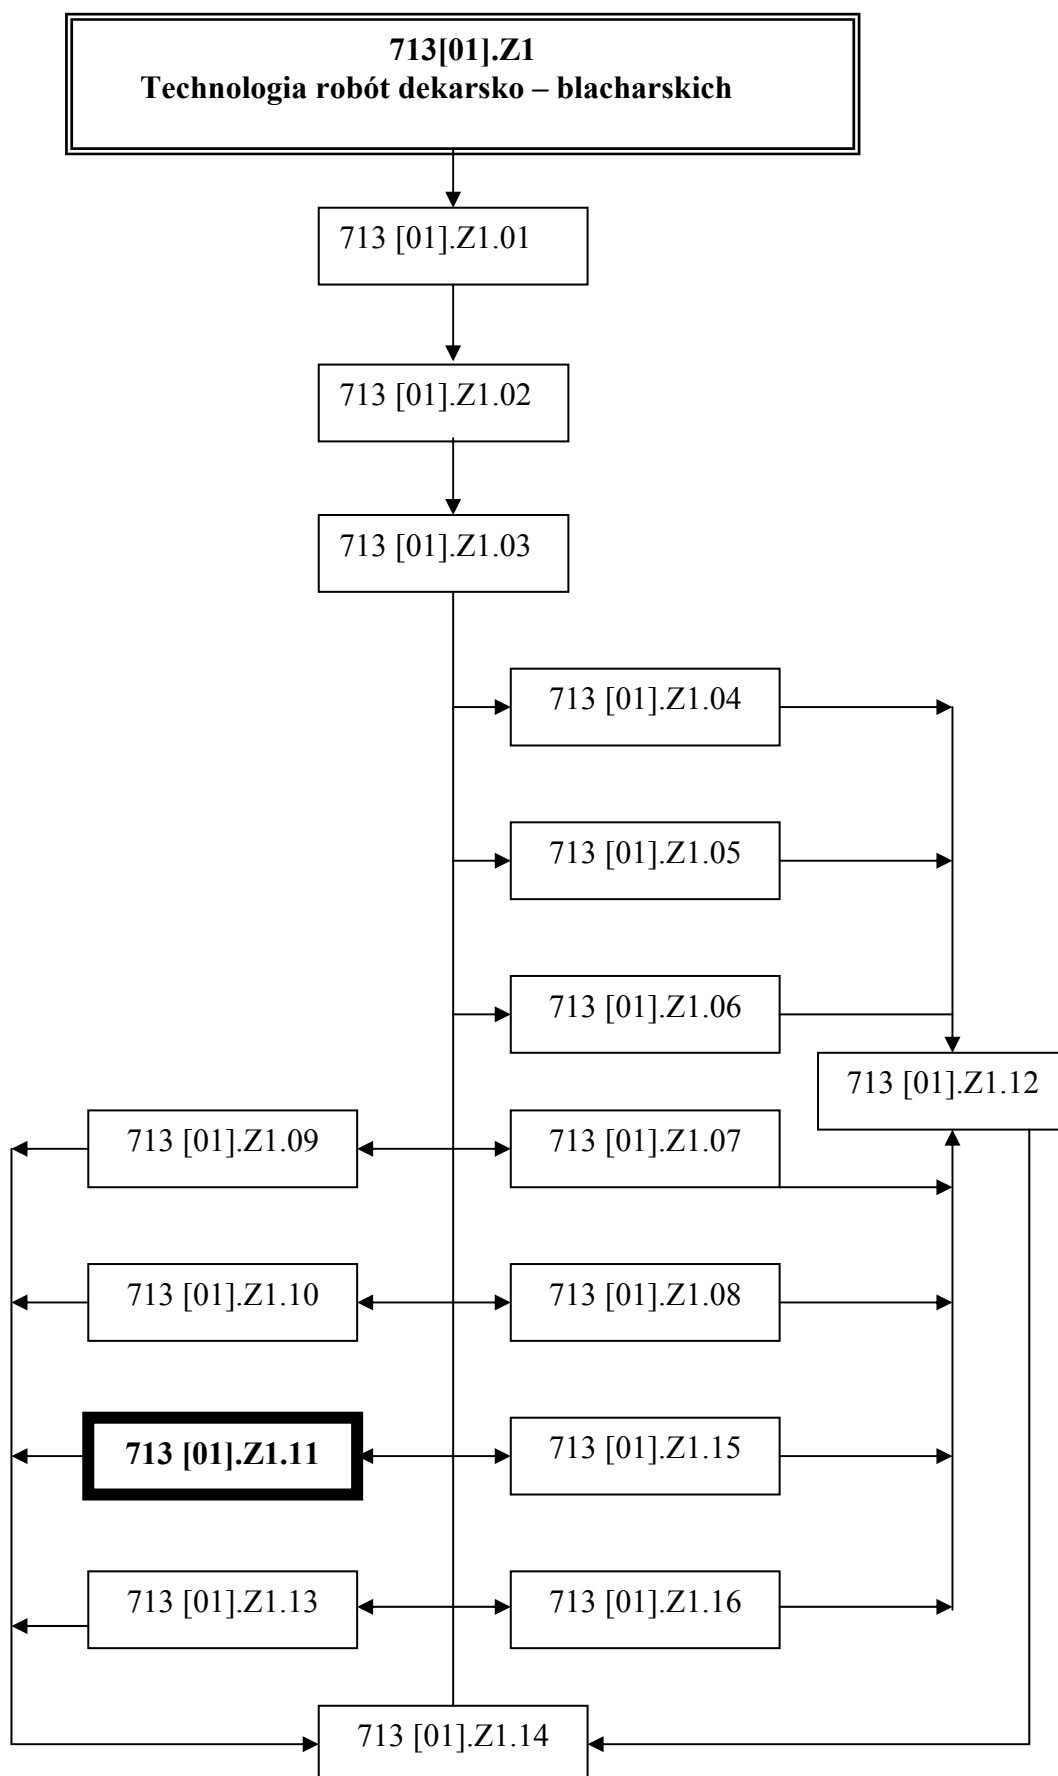 713[01].Z1
Technologia robót dekarsko – blacharskich
713 [01].Z1.01
713 [01].Z1.02
713 [01].Z1.03
713 [01].Z1.04
713 [01].Z1.05
713 [01].Z1.06
713 [01].Z1.12
713 [01].Z1.09
713 [01].Z1.07
713 [01].Z1.10
713 [01].Z1.08
713 [01].Z1.11
713 [01].Z1.15
713 [01].Z1.13
713 [01].Z1.16
713 [01].Z1.14